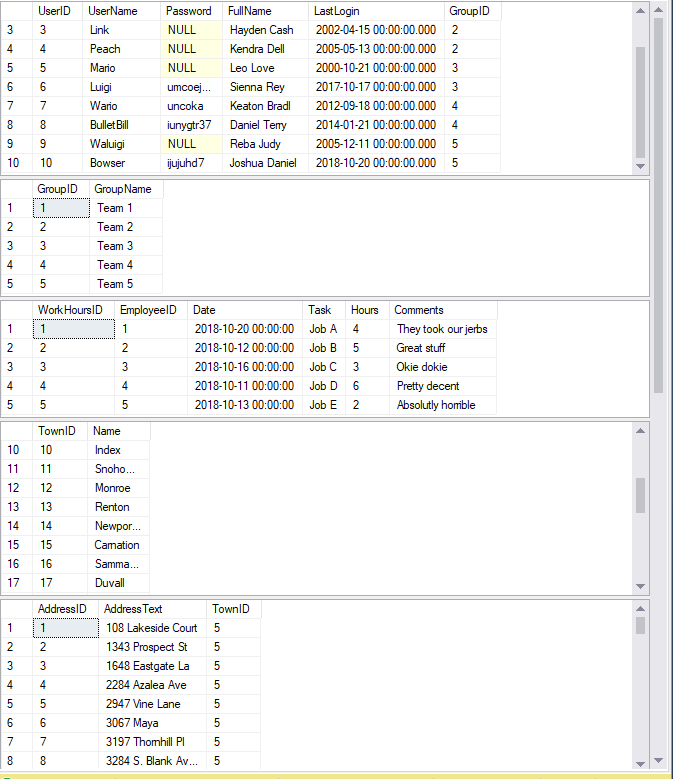 UserID UserName Password FullName LastLogin GroupID
3 3 Link NULL Hayden Cash 2002-04-15 00:00:00.000 2
4 4 Peach NULL Kendra Dell 2005-05-13 00:00:00.000 2
5 5 Mario NULL Leo Love 2000-10-21 00:00:00.000 3
6 6 Luigi umcoej... Sienna Rey 2017-10-17 00:00:00.000 3
7 7 Wario uncoka Keaton Bradl 2012-09-18 00:00:00.000 4
8 8 BulletBill iunygtr37 Daniel Terry 2014-01-21 00:00:00.000 4
9 9 Waluigi NULL Reba Judy 2005-12-11 00:00:00.000 5
10 10 Bowser ijujuhd7 Joshua Daniel 2018-10-20 00:00:00.000 5
GroupID GroupName
1 1 Team 1
2 2 Team 2
3 3 Team 3
4 4 Team 4
5 5 Team 5
WorkHoursID EmployeeID Date Task Hours Comments
1 1 1 2018-10-20 00:00:00 Job A 4 They took our jerbs
2 2 2 2018-10-12 00:00:00 Job B 5 Great stuff
3 3 3 2018-10-16 00:00:00 Job C 3 Okie dokie
4 4 4 2018-10-11 00:00:00 Job D 6 Pretty decent
5 5 5 2018-10-13 00:00:00 Job E 2 Absolutly horrible
TownID Name
10 10 Index
11 11 Snoho...
12 12 Monroe
13 13 Renton
14 14 Newpor...
15 15 Carnation
16 16 Samma...
17 17 Duvall
AddressID AddressText TownID
1 1 108 Lakeside Court 5
2 2 1343 Prospect St 5
3 3 1648 Eastgate La 5
4 4 2284 Azalea Ave 5
5 5 2947 Vine Lane 5
6 6 3067 Maya 5
7 7 3197 Thornhill Pl 5
8 8 3284 S. Blank Av... 5